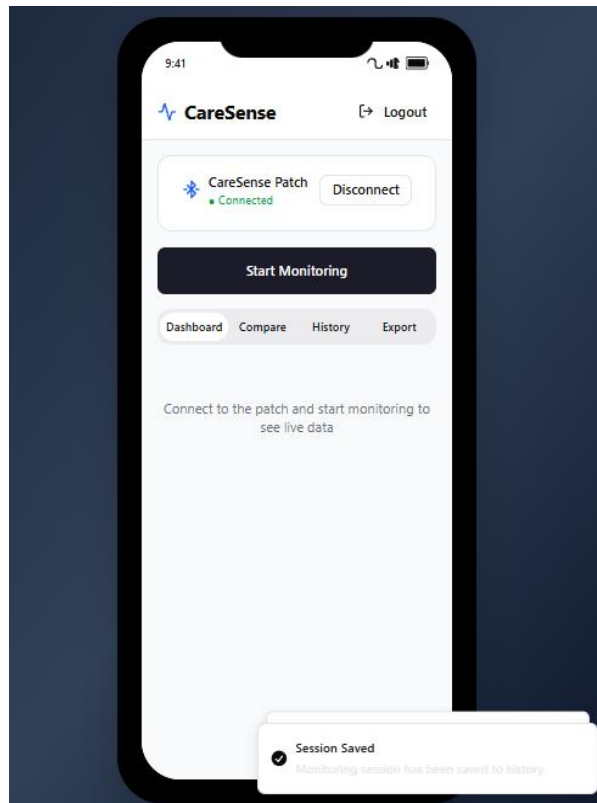 9:41
CareSense
Logout
CareSense Patch
Connected
Disconnect
Start Monitoring
Dashboard Compare History Export
Connect to the patch and start monitoring to
see live data
Session Saved
Monitoring session has been saved to history.